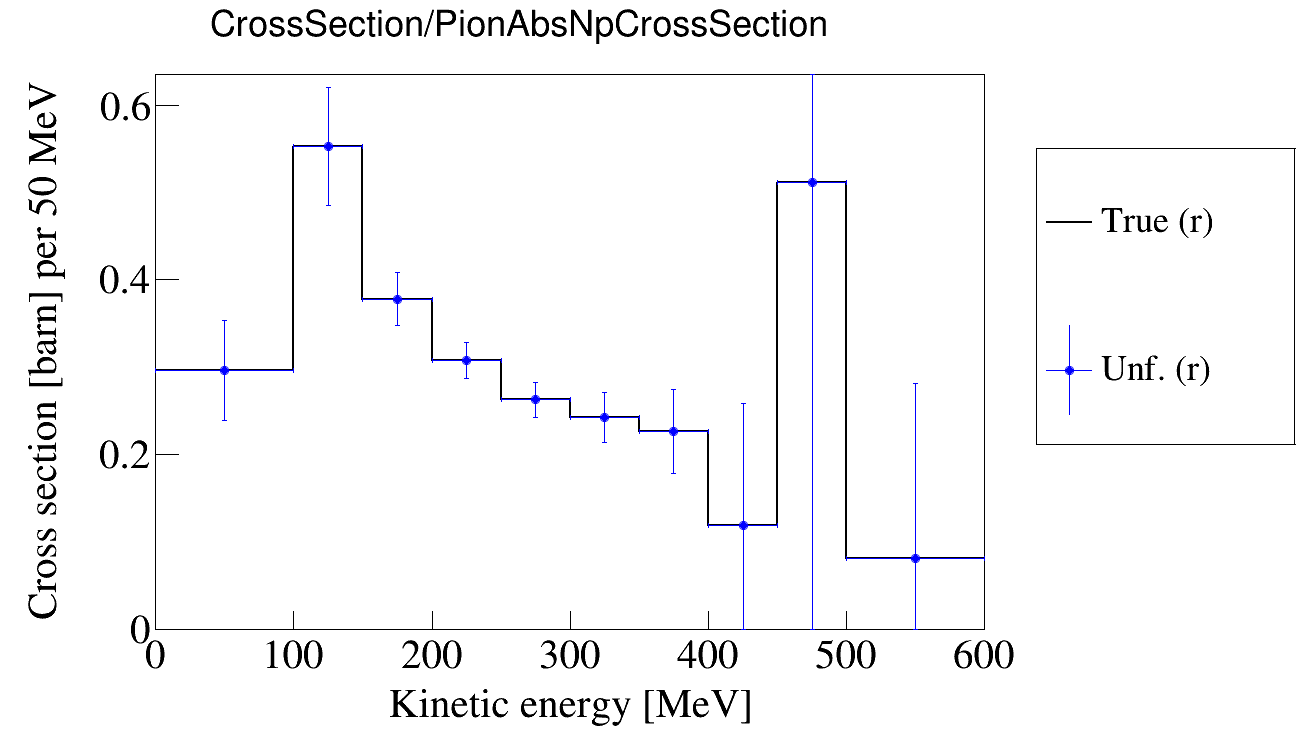 CrossSection/PionAbsNpCrossSection
Cross section [barn] per 50 MeV
0.6
0.4
0.2
0
0 100 200 300 400 500 600
Kinetic energy [MeV]
True (r)
Unf. (r)